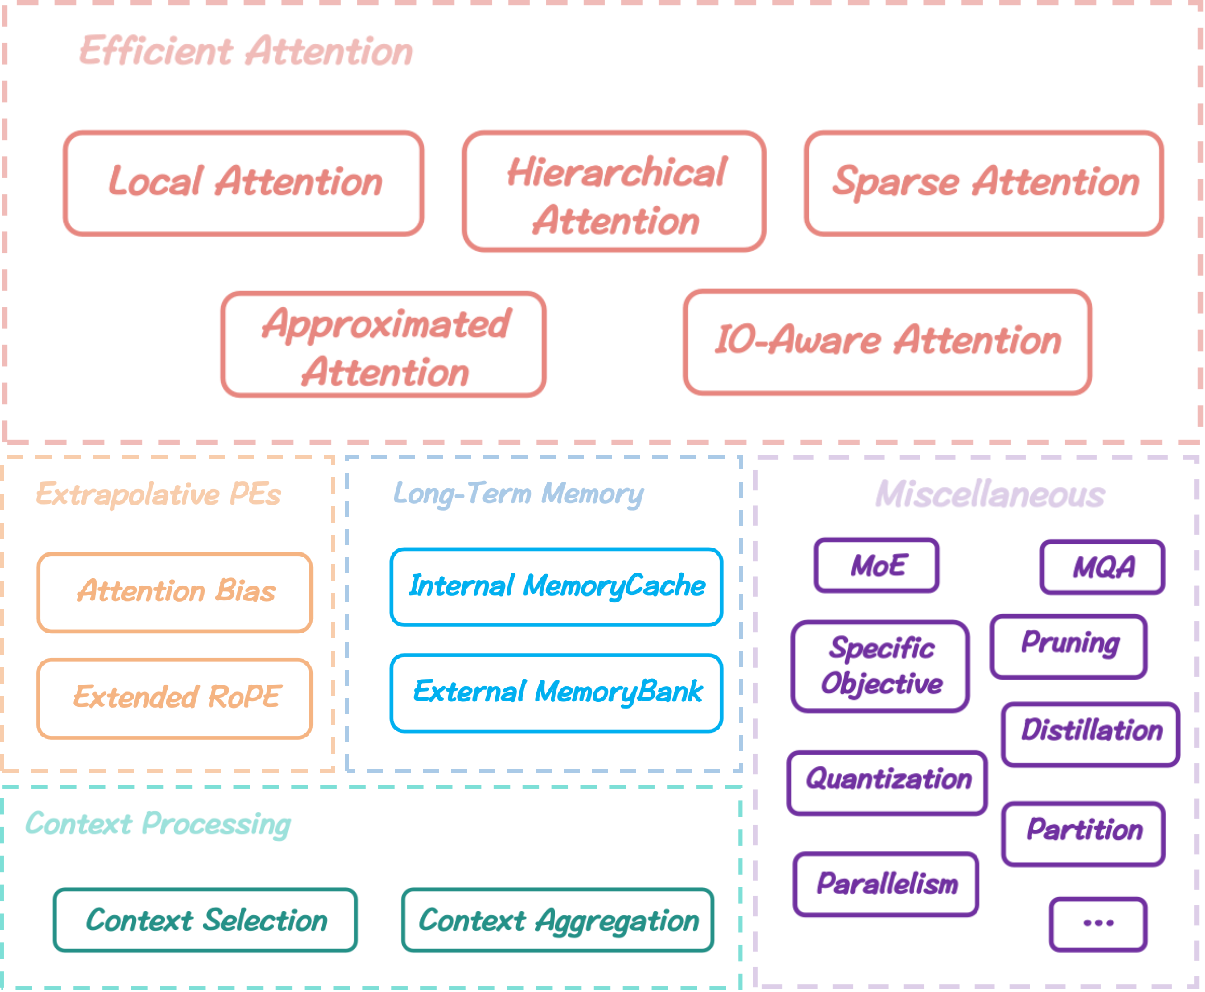 Efficient Attention
Local Attention
Hierarchical
Attention
Sparse Attention
Approximated
Attention
IO-Aware Attention
Extrapolative PEs
Attention Bias
Extended RoPE
Long-Term Memory
Internal MemoryCache
External MemoryBank
Context Processing
Context Selection
Context Aggregation
Miscellaneous
MoE
MQA
Specific
Objective
Pruning
Distillation
Quantization
Partition
Parallelism
...